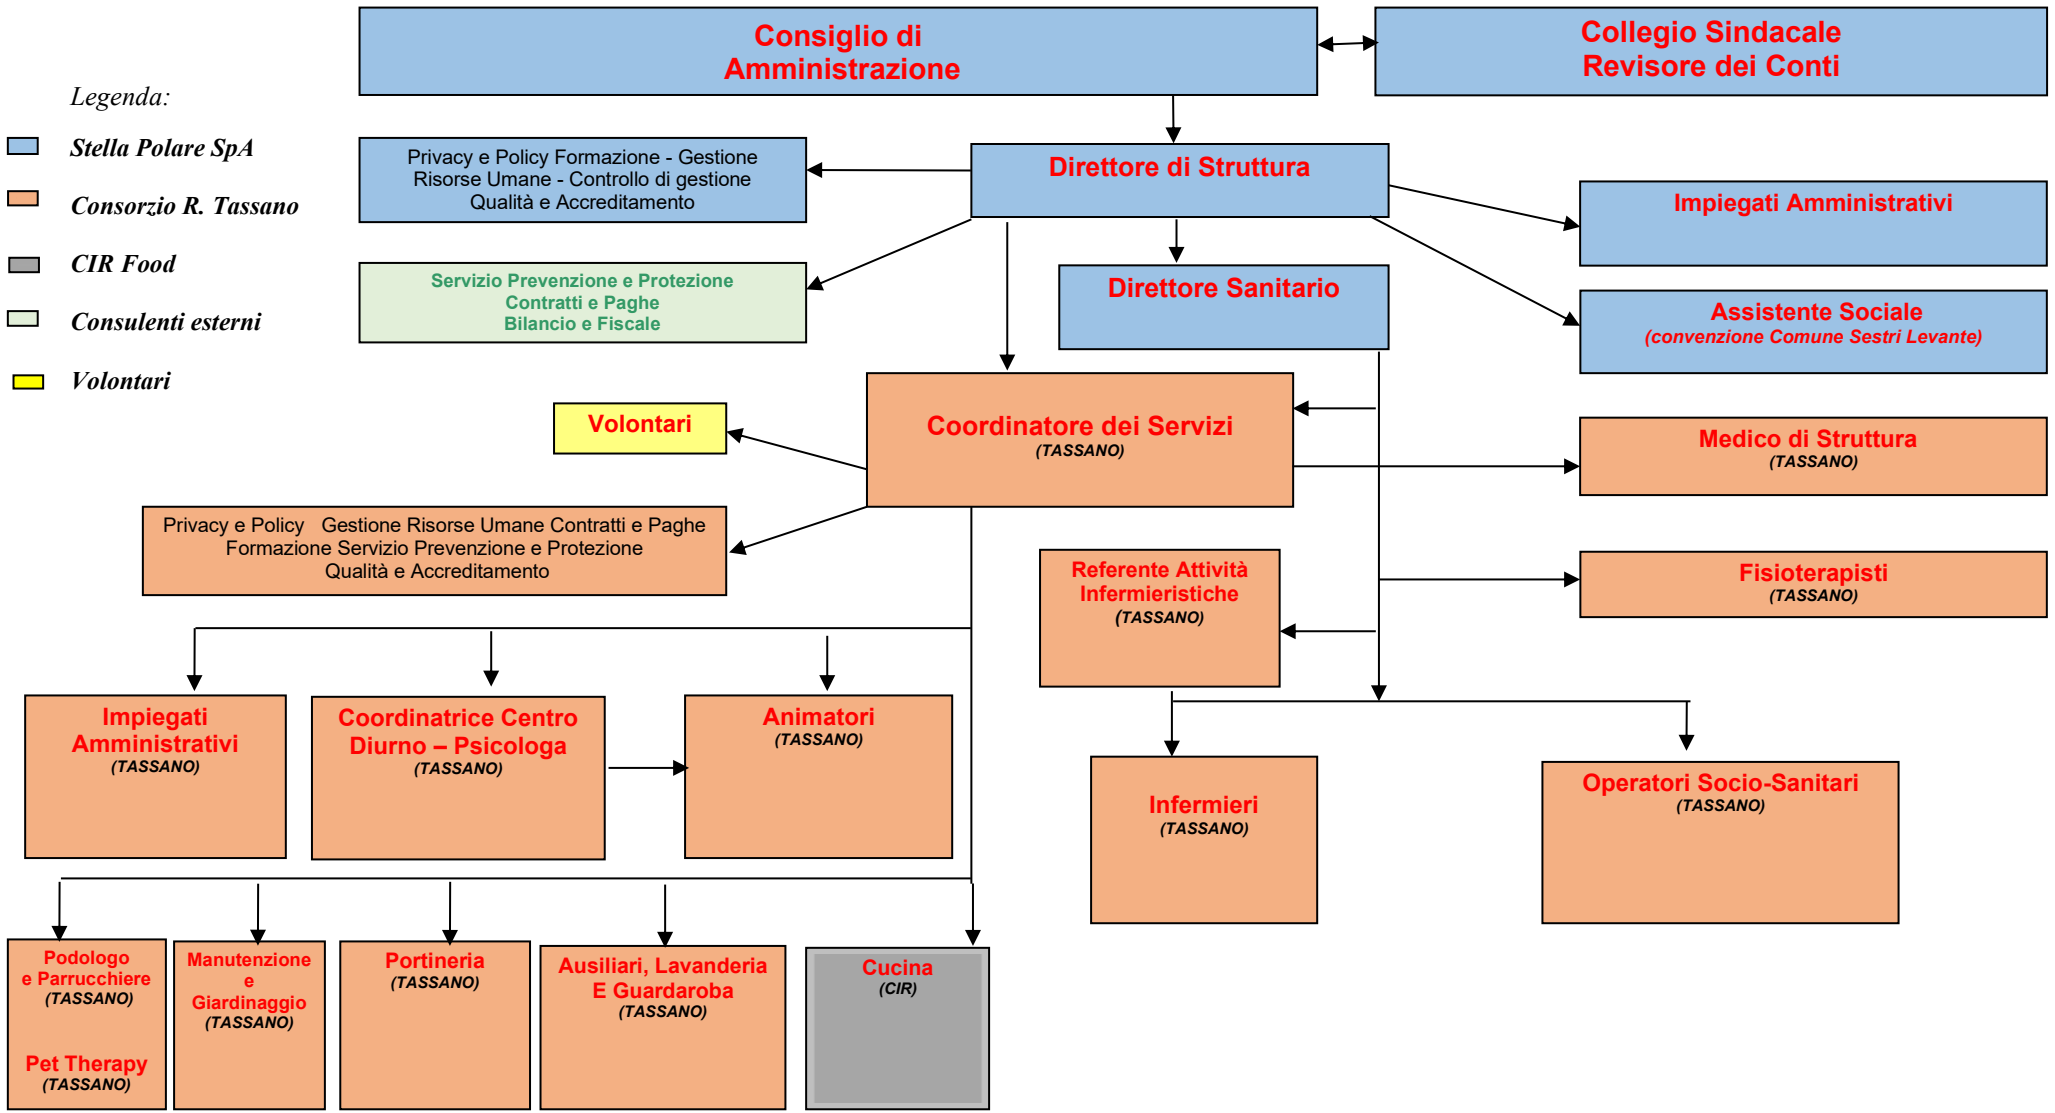 Consiglio di
Amministrazione
Collegio Sindacale
Revisore dei Conti
Legenda:
Stella Polare SpA
Consorzio R. Tassano
CIR Food
Consulenti esterni
Volontari
Privacy e Policy Formazione - Gestione
Risorse Umane - Controllo di gestione
Qualità e Accreditamento
Direttore di Struttura
Impiegati Amministrativi
Servizio Prevenzione e Protezione
Contratti e Paghe
Bilancio e Fiscale
Direttore Sanitario
Assistente Sociale
(convenzione Comune Sestri Levante)
Volontari
Coordinatore dei Servizi
(TASSANO)
Medico di Struttura
(TASSANO)
Privacy e Policy   Gestione Risorse Umane Contratti e Paghe
Formazione Servizio Prevenzione e Protezione
Qualità e Accreditamento
Referente Attività
Infermieristiche
(TASSANO)
Fisioterapisti
(TASSANO)
Impiegati
Amministrativi
(TASSANO)
Coordinatrice Centro
Diurno – Psicologa
(TASSANO)
Animatori
(TASSANO)
Infermieri
(TASSANO)
Operatori Socio-Sanitari
(TASSANO)
Podologo
e Parrucchiere
(TASSANO)
Pet Therapy
(TASSANO)
Manutenzione
e
Giardinaggio
(TASSANO)
Portineria
(TASSANO)
Ausiliari, Lavanderia
E Guardaroba
(TASSANO)
Cucina
(CIR)